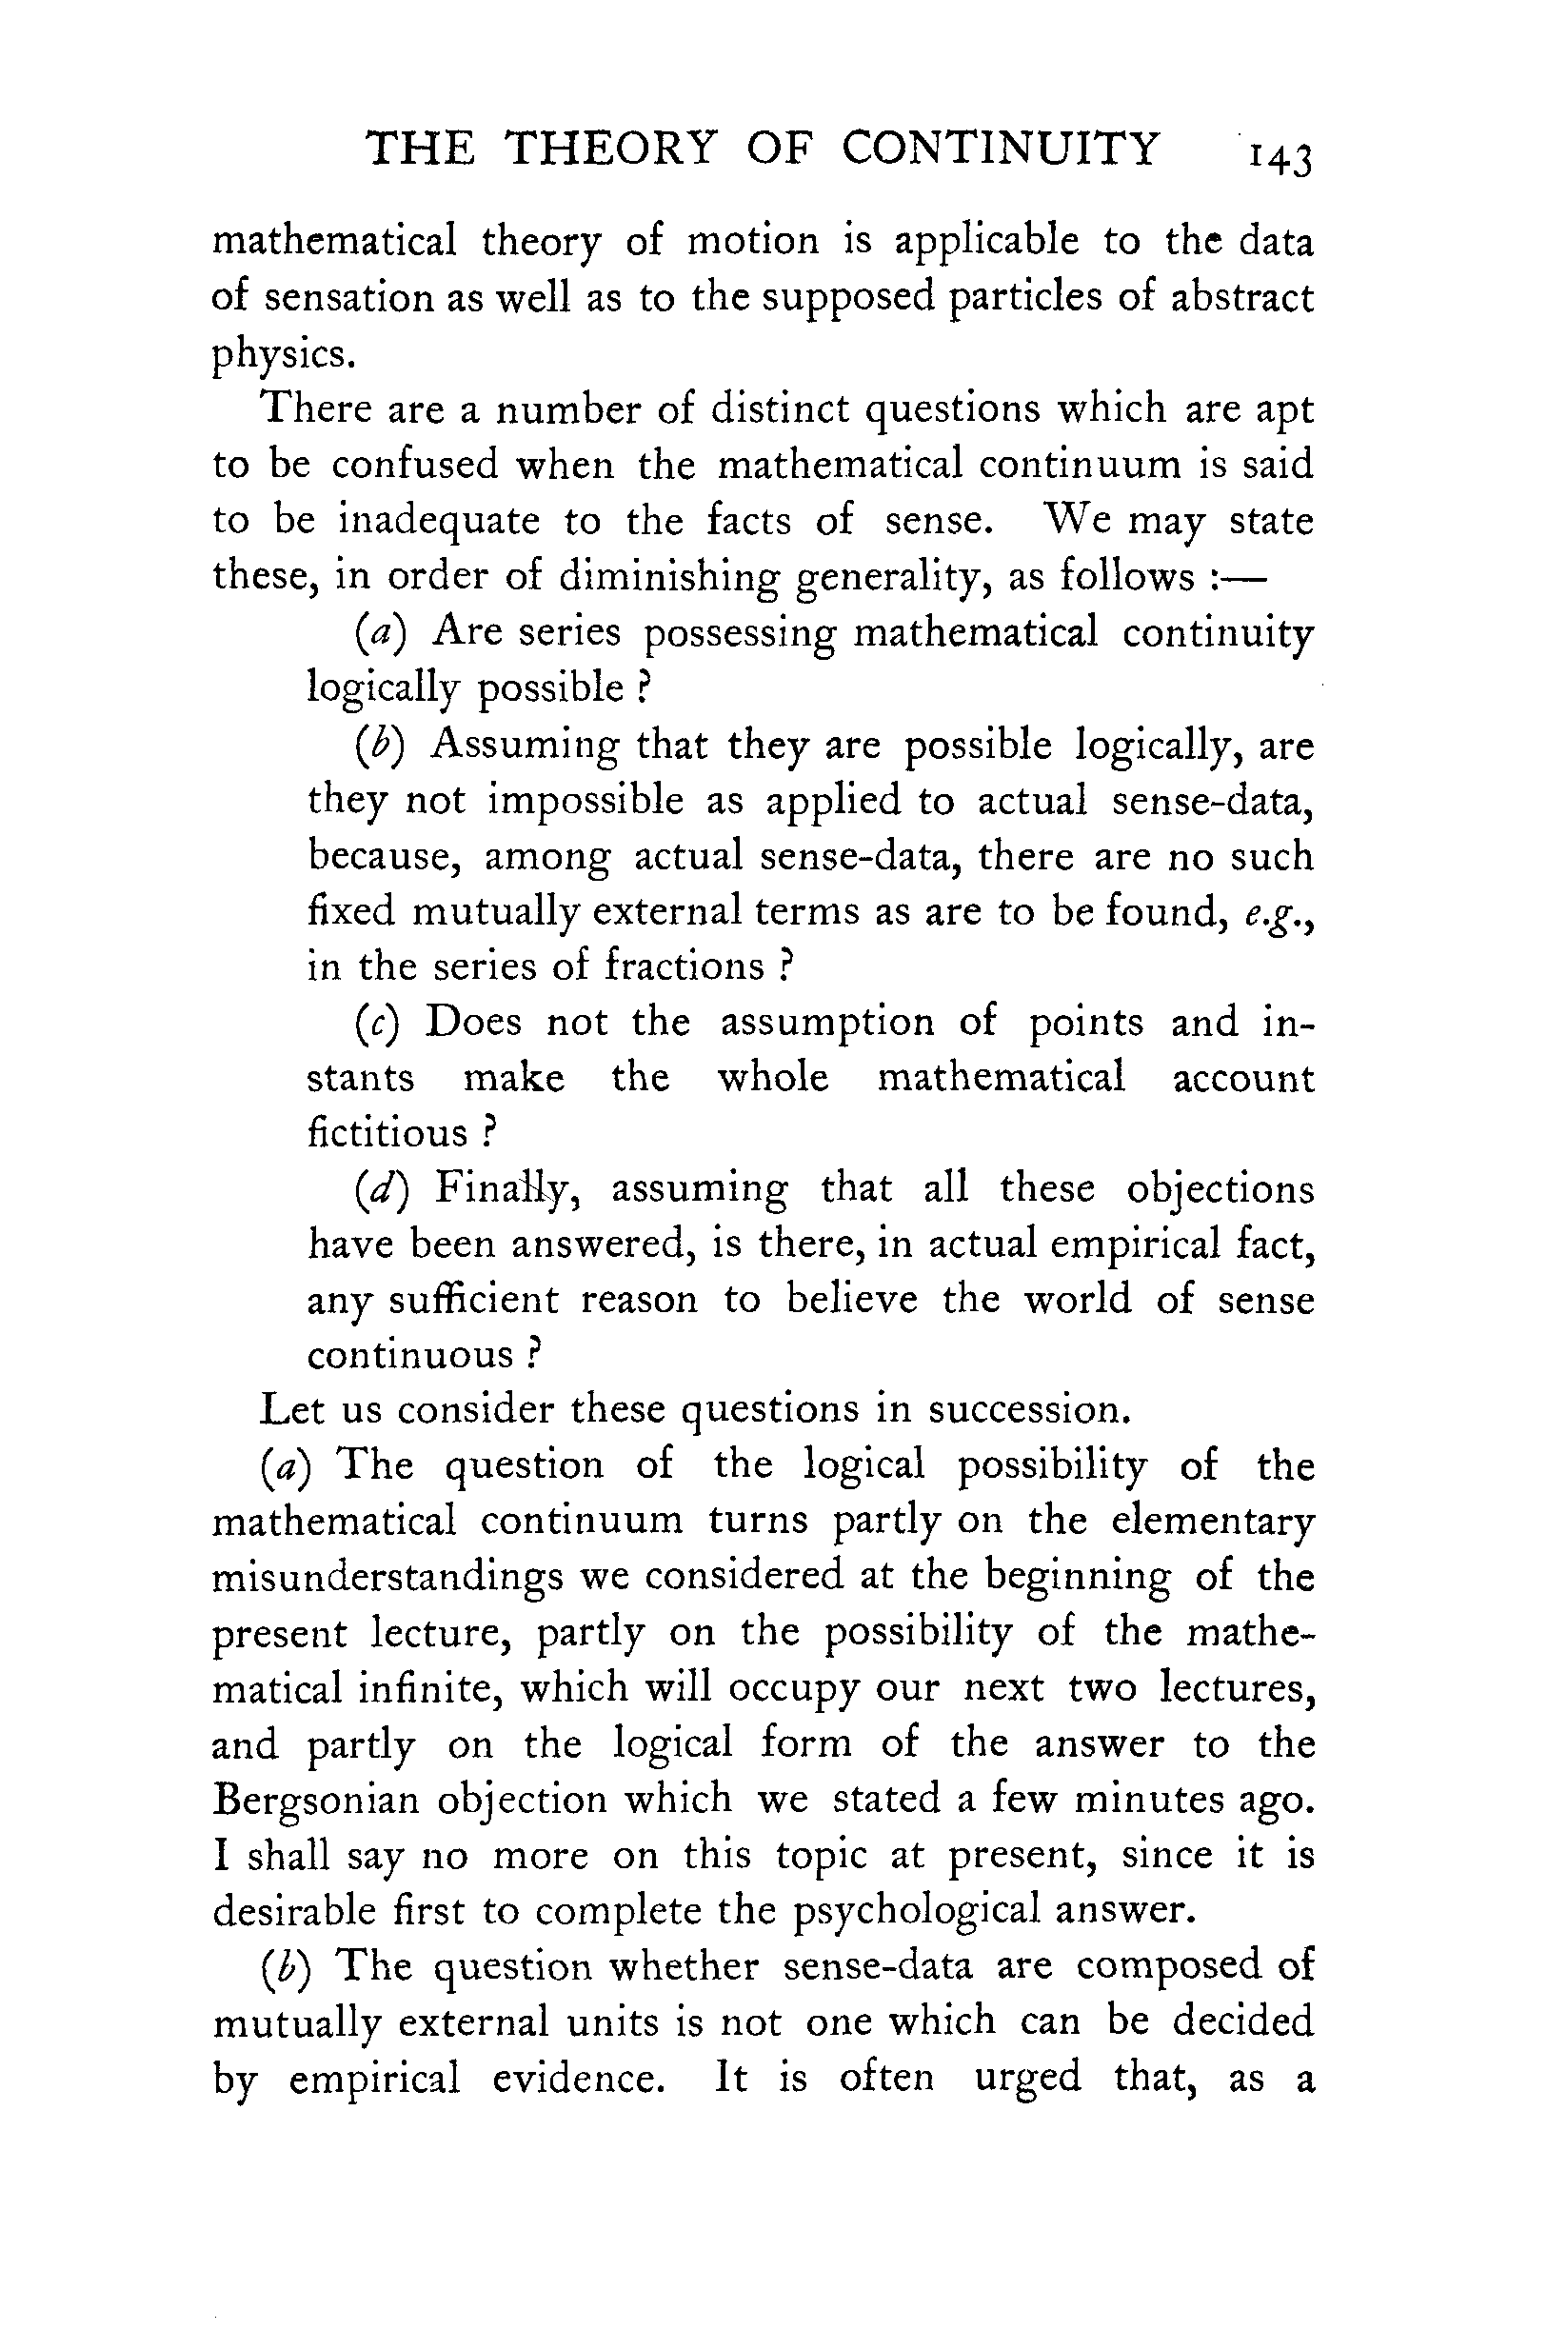 THE THEORY OF CONTINUITY 143
mathematical theory of motion is applicable to the data
of sensation as well as to the supposed particles of abstract
physics.
There are a number of distinct questions which are apt
to be confused when the mathematical continuum is said
to be inadequate to the facts of sense. We may state
these, in order of diminishing generality, as follows :—
(a) Are series possessing mathematical continuity
logically possible ?
(b) Assuming that they are possible logically, are
they not impossible as applied to actual sense-data,
because, among actual sense-data, there are no such
fixed mutually external terms as are to be found, e.g.,
in the series of fractions ?
(c) Does not the assumption of points and in-
stants make the whole mathematical account
fictitious ?
(d) Finally, assuming that all these objections
have been answered, is there, in actual empirical fact,
any sufficient reason to believe the world of sense
continuous ?
Let us consider these questions in succession.
(a) The question of the logical possibility of the
mathematical continuum turns partly on the elementary
misunderstandings we considered at the beginning of the
present lecture, partly on the possibility of the mathe-
matical infinite, which will occupy our next two lectures,
and partly on the logical form of the answer to the
Bergsonian objection which we stated a few minutes ago.
I shall say no more on this topic at present, since it is
desirable first to complete the psychological answer.
(b) The question whether sense-data are composed of
mutually external units is not one which can be decided
by empirical evidence. It is often urged that, as a